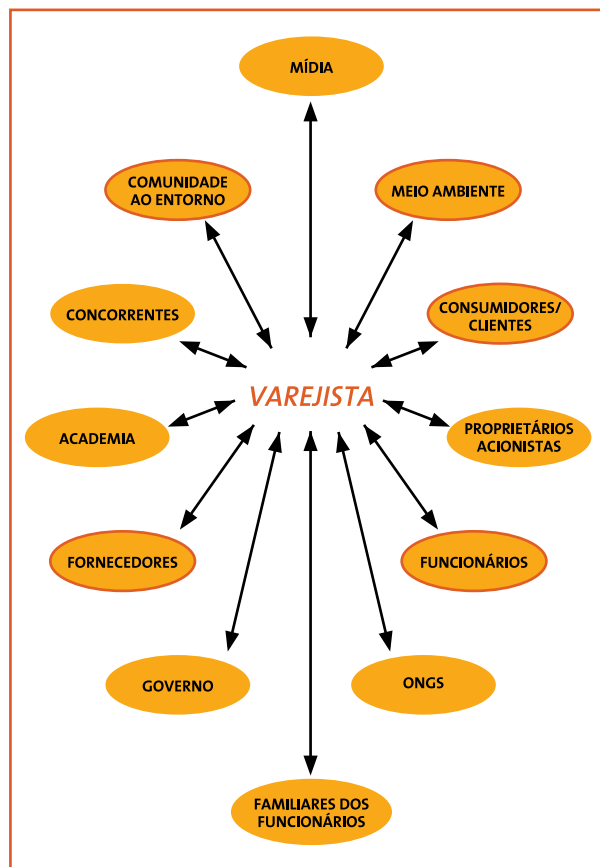 MÍDIA
COMUNIDADE
AO ENTORNO
MEIO AMBIENTE
CONCORRENTES
CONSUMIDORES/
CLIENTES
VAREJISTA
ACADEMIA
PROPRIETÁRIOS
ACIONISTAS
FORNECEDORES
FUNCIONÁRIOS
GOVERNO
ONGS
FAMILIARES DOS
FUNCIONÁRIOS